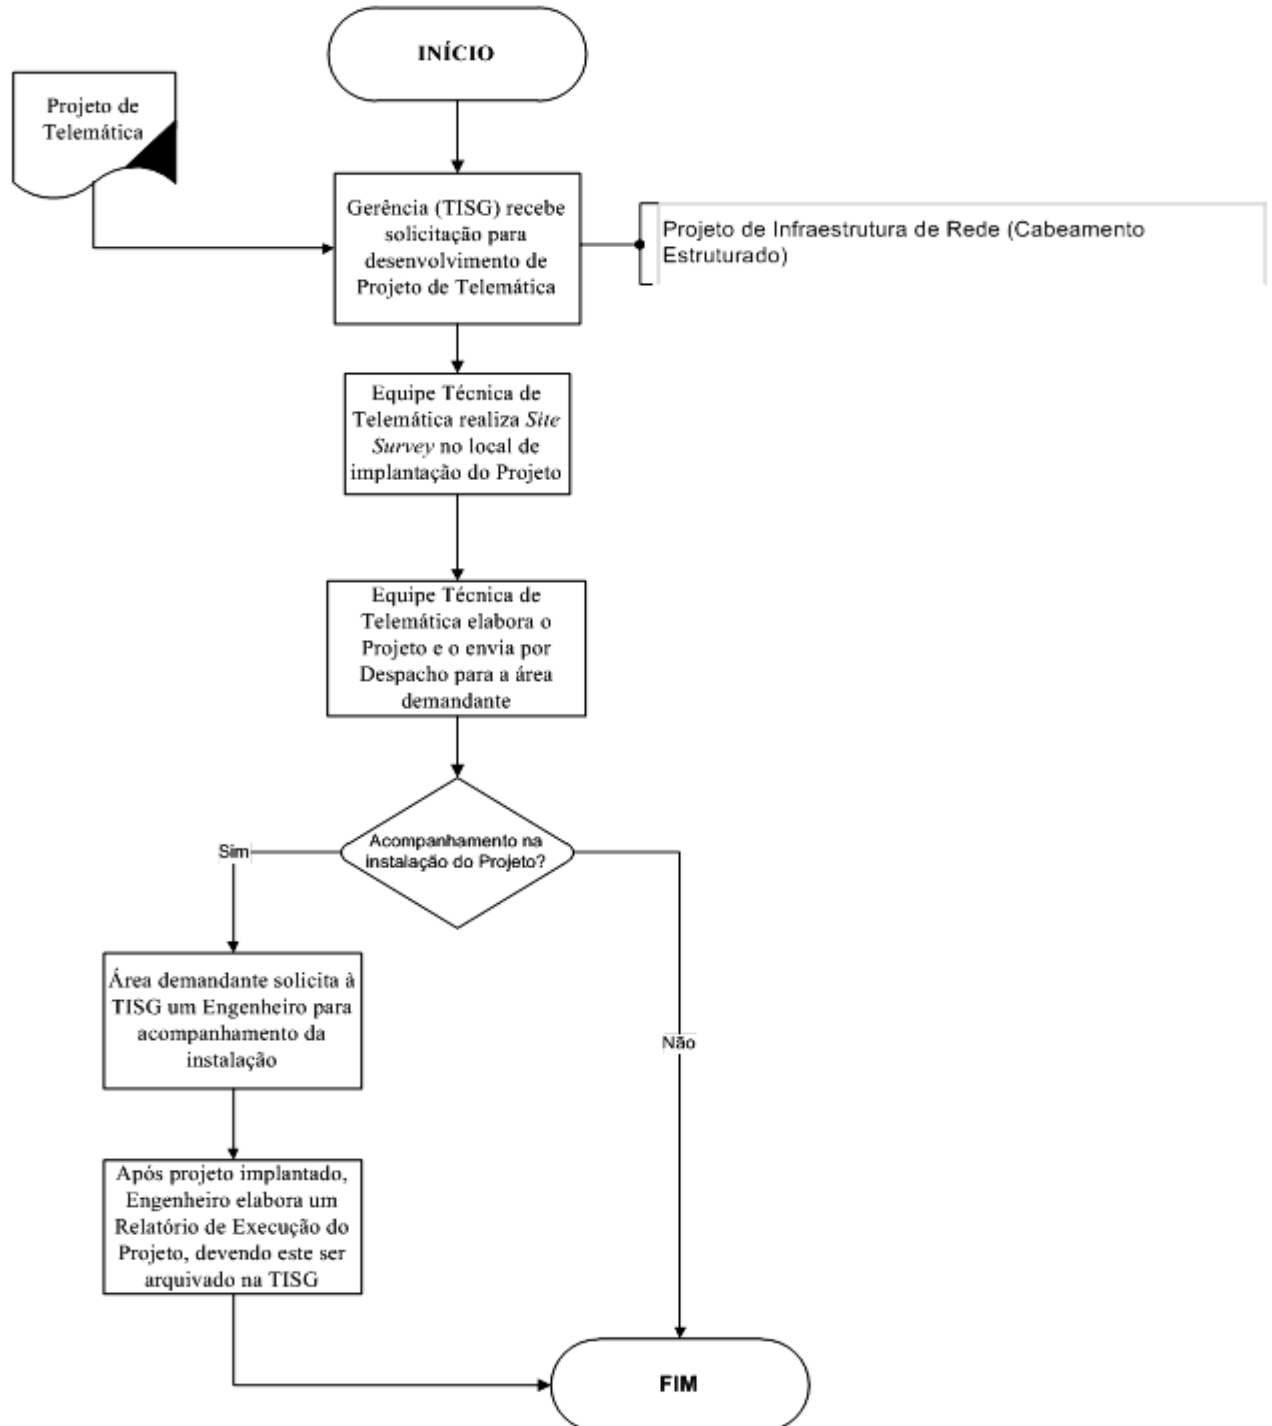 INÍCIO
Projeto de
Telemática
Gerência (TISG) recebe
solicitação para
desenvolvimento de
Projeto de Telemática
Projeto de Infraestrutura de Rede (Cabeamento
Estruturado)
Equipe Técnica de
Telemática realiza Site
Survey no local de
implantação do Projeto
Equipe Técnica de
Telemática elabora o
Projeto e o envia por
Despacho para a área
demandante
Acompanhamento na
instalação do Projeto?
Sim
Área demandante solicita à
TISG um Engenheiro para
acompanhamento da
instalação
Não
Após projeto implantado,
Engenheiro elabora um
Relatório de Execução do
Projeto, devendo este ser
arquivado na TISG
FIM